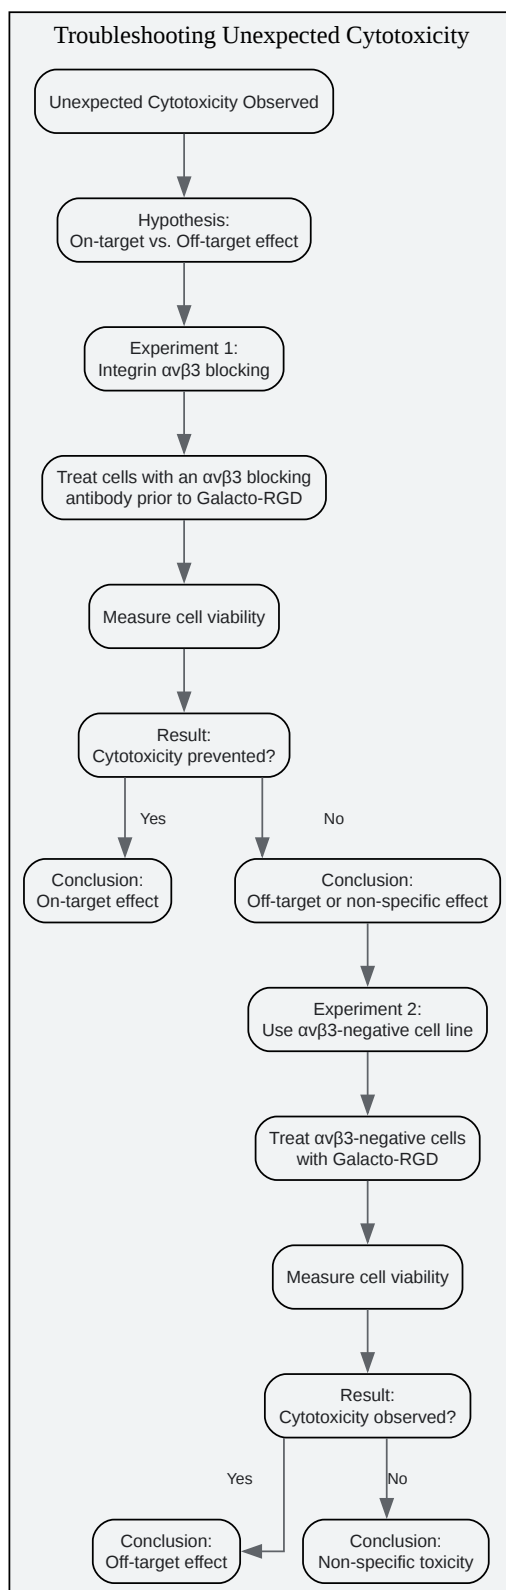 Troubleshooting Unexpected Cytotoxicity
Unexpected Cytotoxicity Observed
Hypothesis:
On-target vs. Off-target effect
Experiment 1:
Integrin αvβ3 blocking
Treat cells with an αvβ3 blocking
antibody prior to Galacto-RGD
Measure cell viability
Result:
Cytotoxicity prevented?
Yes
No
Conclusion:
On-target effect
Conclusion:
Off-target or non-specific effect
Experiment 2:
Use αvβ3-negative cell line
Treat αvβ3-negative cells
with Galacto-RGD
Measure cell viability
Result:
Cytotoxicity observed?
Yes
No
Conclusion:
Off-target effect
Conclusion:
Non-specific toxicity